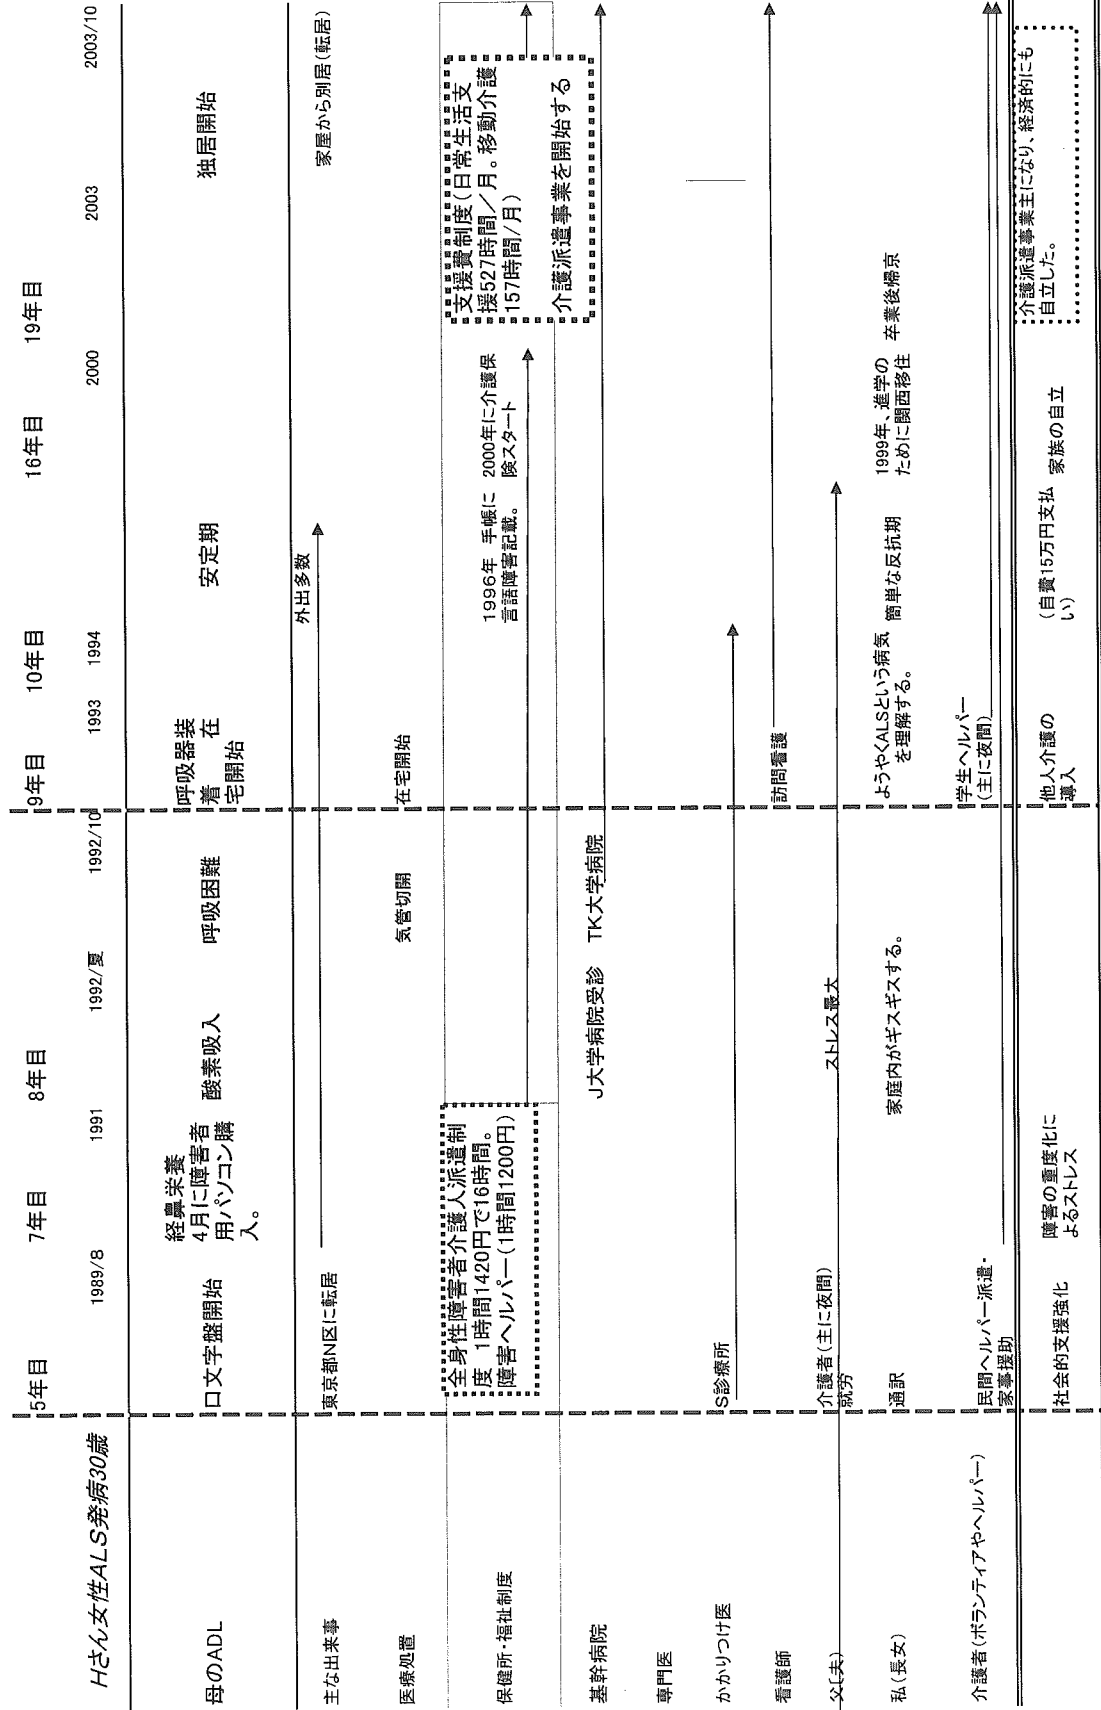 Hさん女性ALS発病30歳
5年目
7年目
8年目
9年目
10年目
16年目
19年目
1989/8
1991
1992/夏
1992/10
1993
1994
2000
2003
2003/10
母のADL
口文字盤開始
経鼻栄養
4月に障害者
用パソコン購
入。
酸素吸入
呼吸困難
呼吸器装
着 在
宅開始
安定期
独居開始
主な出来事
東京都N区に転居
外出多数
家屋から別居(転居)
医療処置
気管切開
在宅開始
保健所・福祉制度
全身性障害者介護人派遣制
度 1時間1420円で16時間。
障害ヘルパー(1時間1200円)
1996年 手帳に
言語障害記載。
2000年に介護保
険スタート
支援費制度(日常生活支
援527時間/月。移動介護
157時間/月)
介護派遣事業を開始する
基幹病院
J大学病院受診
TK大学病院
専門医
かかりつけ医
S診療所
看護師
訪問看護
父(夫)
介護者(主に夜間)
就労
ストレス最大
私(長女)
通訳
家庭内がギスギスする。
ようやくALSという病気
を理解する。
簡単な反抗期
1999年、進学の
ために関西移住
卒業後帰京
介護者(ボランティアやヘルパー)
民間ヘルパー派遣・
家事援助
学生ヘルパー
(主に夜間)
社会的支援強化
障害の重度化に
よるストレス
他人介護の
導入
(自費15万円支払
い)
家族の自立
介護派遣事業主になり、経済的にも
自立した。